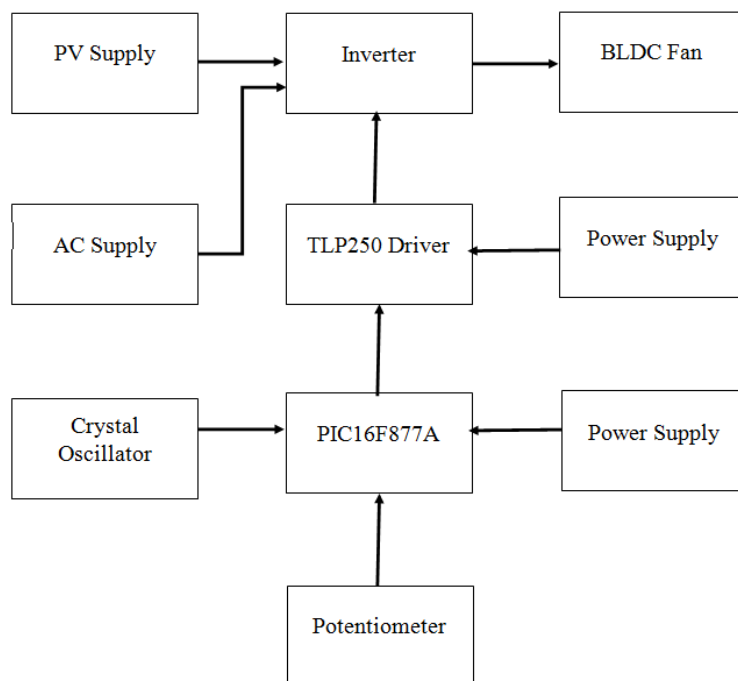 PV Supply
Inverter
BLDC Fan
AC Supply
TLP250 Driver
Power Supply
Crystal
Oscillator
PIC16F877A
Power Supply
Potentiometer